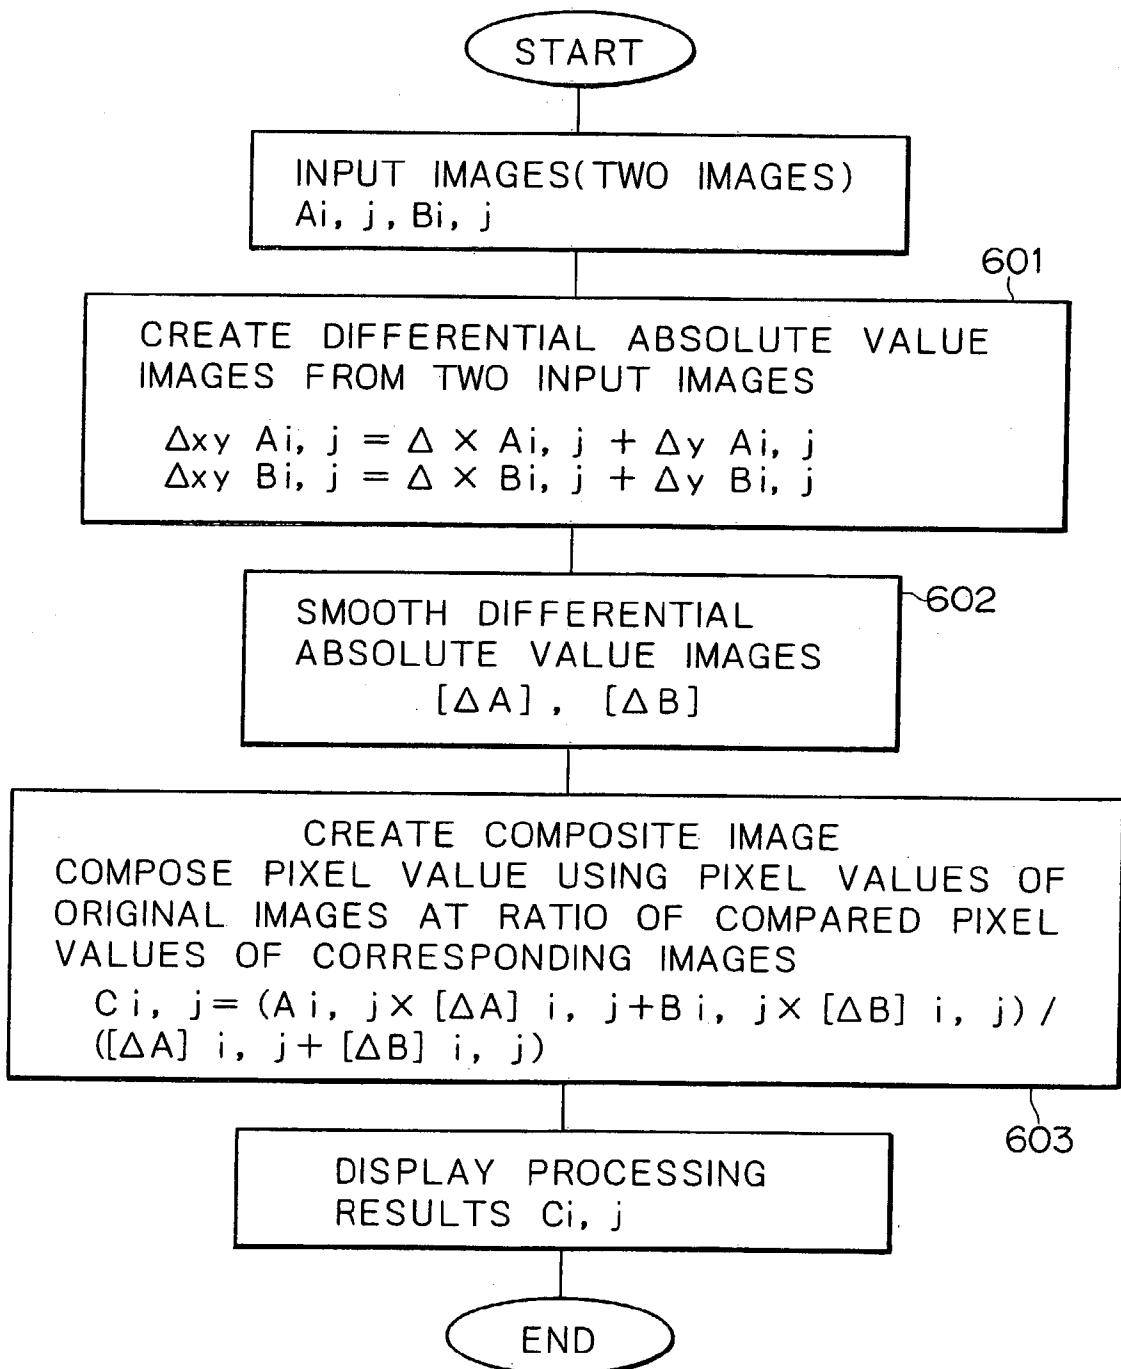 START
INPUT IMAGES(TWO IMAGES)
Ai, j, Bi, j
601
CREATE DIFFERENTIAL ABSOLUTE VALUE
IMAGES FROM TWO INPUT IMAGES
Δxy Ai, j = Δ × Ai, j + Δy Ai, j
Δxy Bi, j = Δ × Bi, j + Δy Bi, j
602
SMOOTH DIFFERENTIAL
ABSOLUTE VALUE IMAGES
[ΔA] , [ΔB]
CREATE COMPOSITE IMAGE
COMPOSE PIXEL VALUE USING PIXEL VALUES OF
ORIGINAL IMAGES AT RATIO OF COMPARED PIXEL
VALUES OF CORRESPONDING IMAGES
Ci, j= (Ai, j× [ΔA] i, j+Bi, j× [ΔB] i, j) /
([ΔA] i, j+ [ΔB] i, j)
603
DISPLAY PROCESSING
RESULTS Ci, j
END